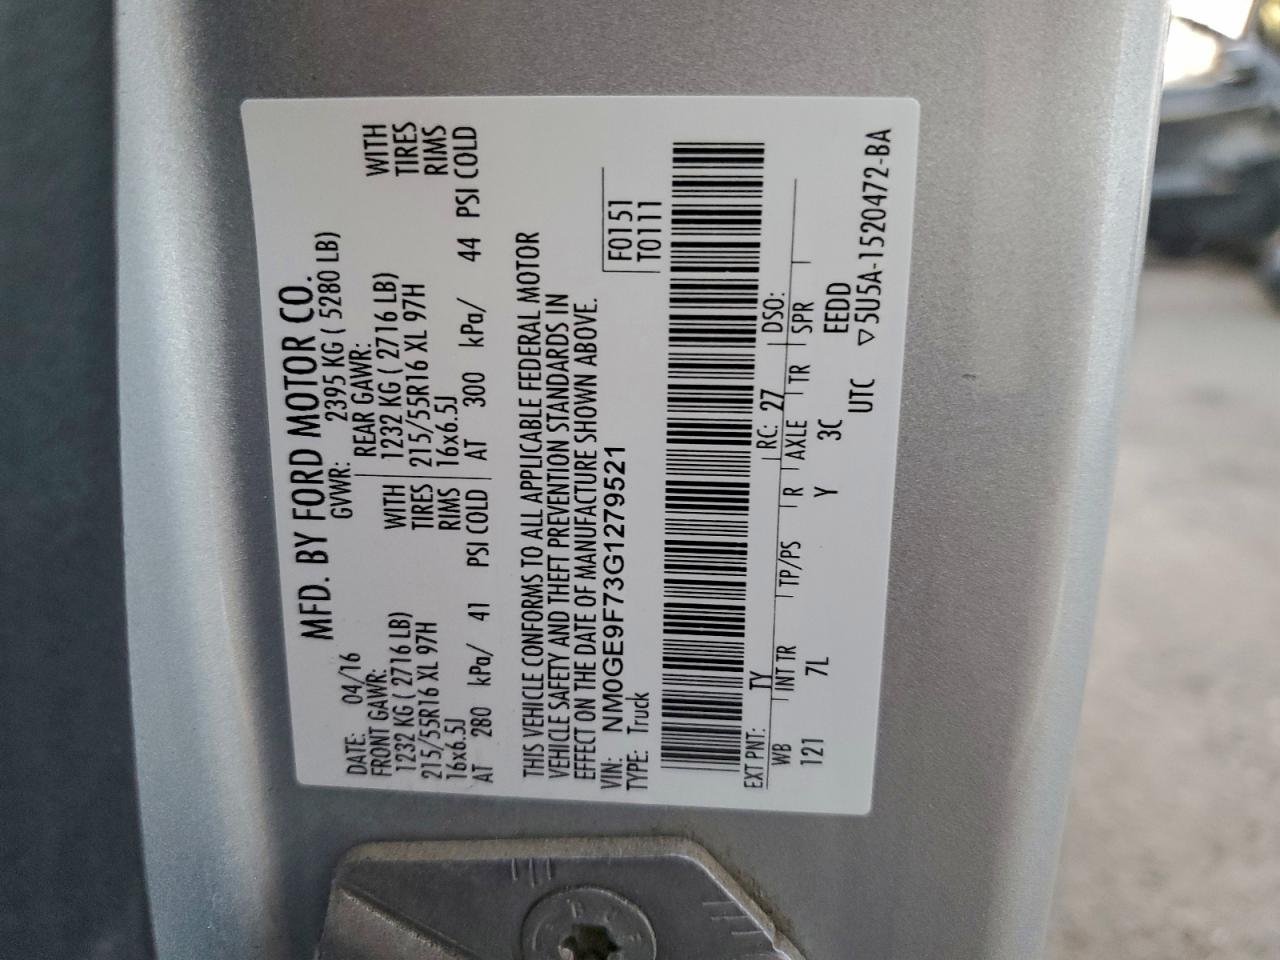 MFD. BY FORD MOTOR CO.
DATE: 04/16 GVWR: 2395 KG ( 5280 LB)
FRONT GAWR: REAR GAWR:
1232 KG ( 2716 LB) WITH 1232 KG ( 2716 LB) WITH
215/55R16 XL 97H TIRES 215/55R16 XL 97H TIRES
16x6.5J RIMS 16x6.5J RIMS
AT 280 kPa/ 41 PSI COLD AT 300 kPa/ 44 PSI COLD
THIS VEHICLE CONFORMS TO ALL APPLICABLE FEDERAL MOTOR
VEHICLE SAFETY AND THEFT PREVENTION STANDARDS IN
EFFECT ON THE DATE OF MANUFACTURE SHOWN ABOVE.
VIN: NM0GE9F73G1279521 F0151
TYPE: Truck T0111
EXT PNT: TY RC: 27 DSO:
WB INT TR TP/PS R AXLE TR SPR
121 7L Y 3C EEDD
UTC ▽5U5A-1520472-BA